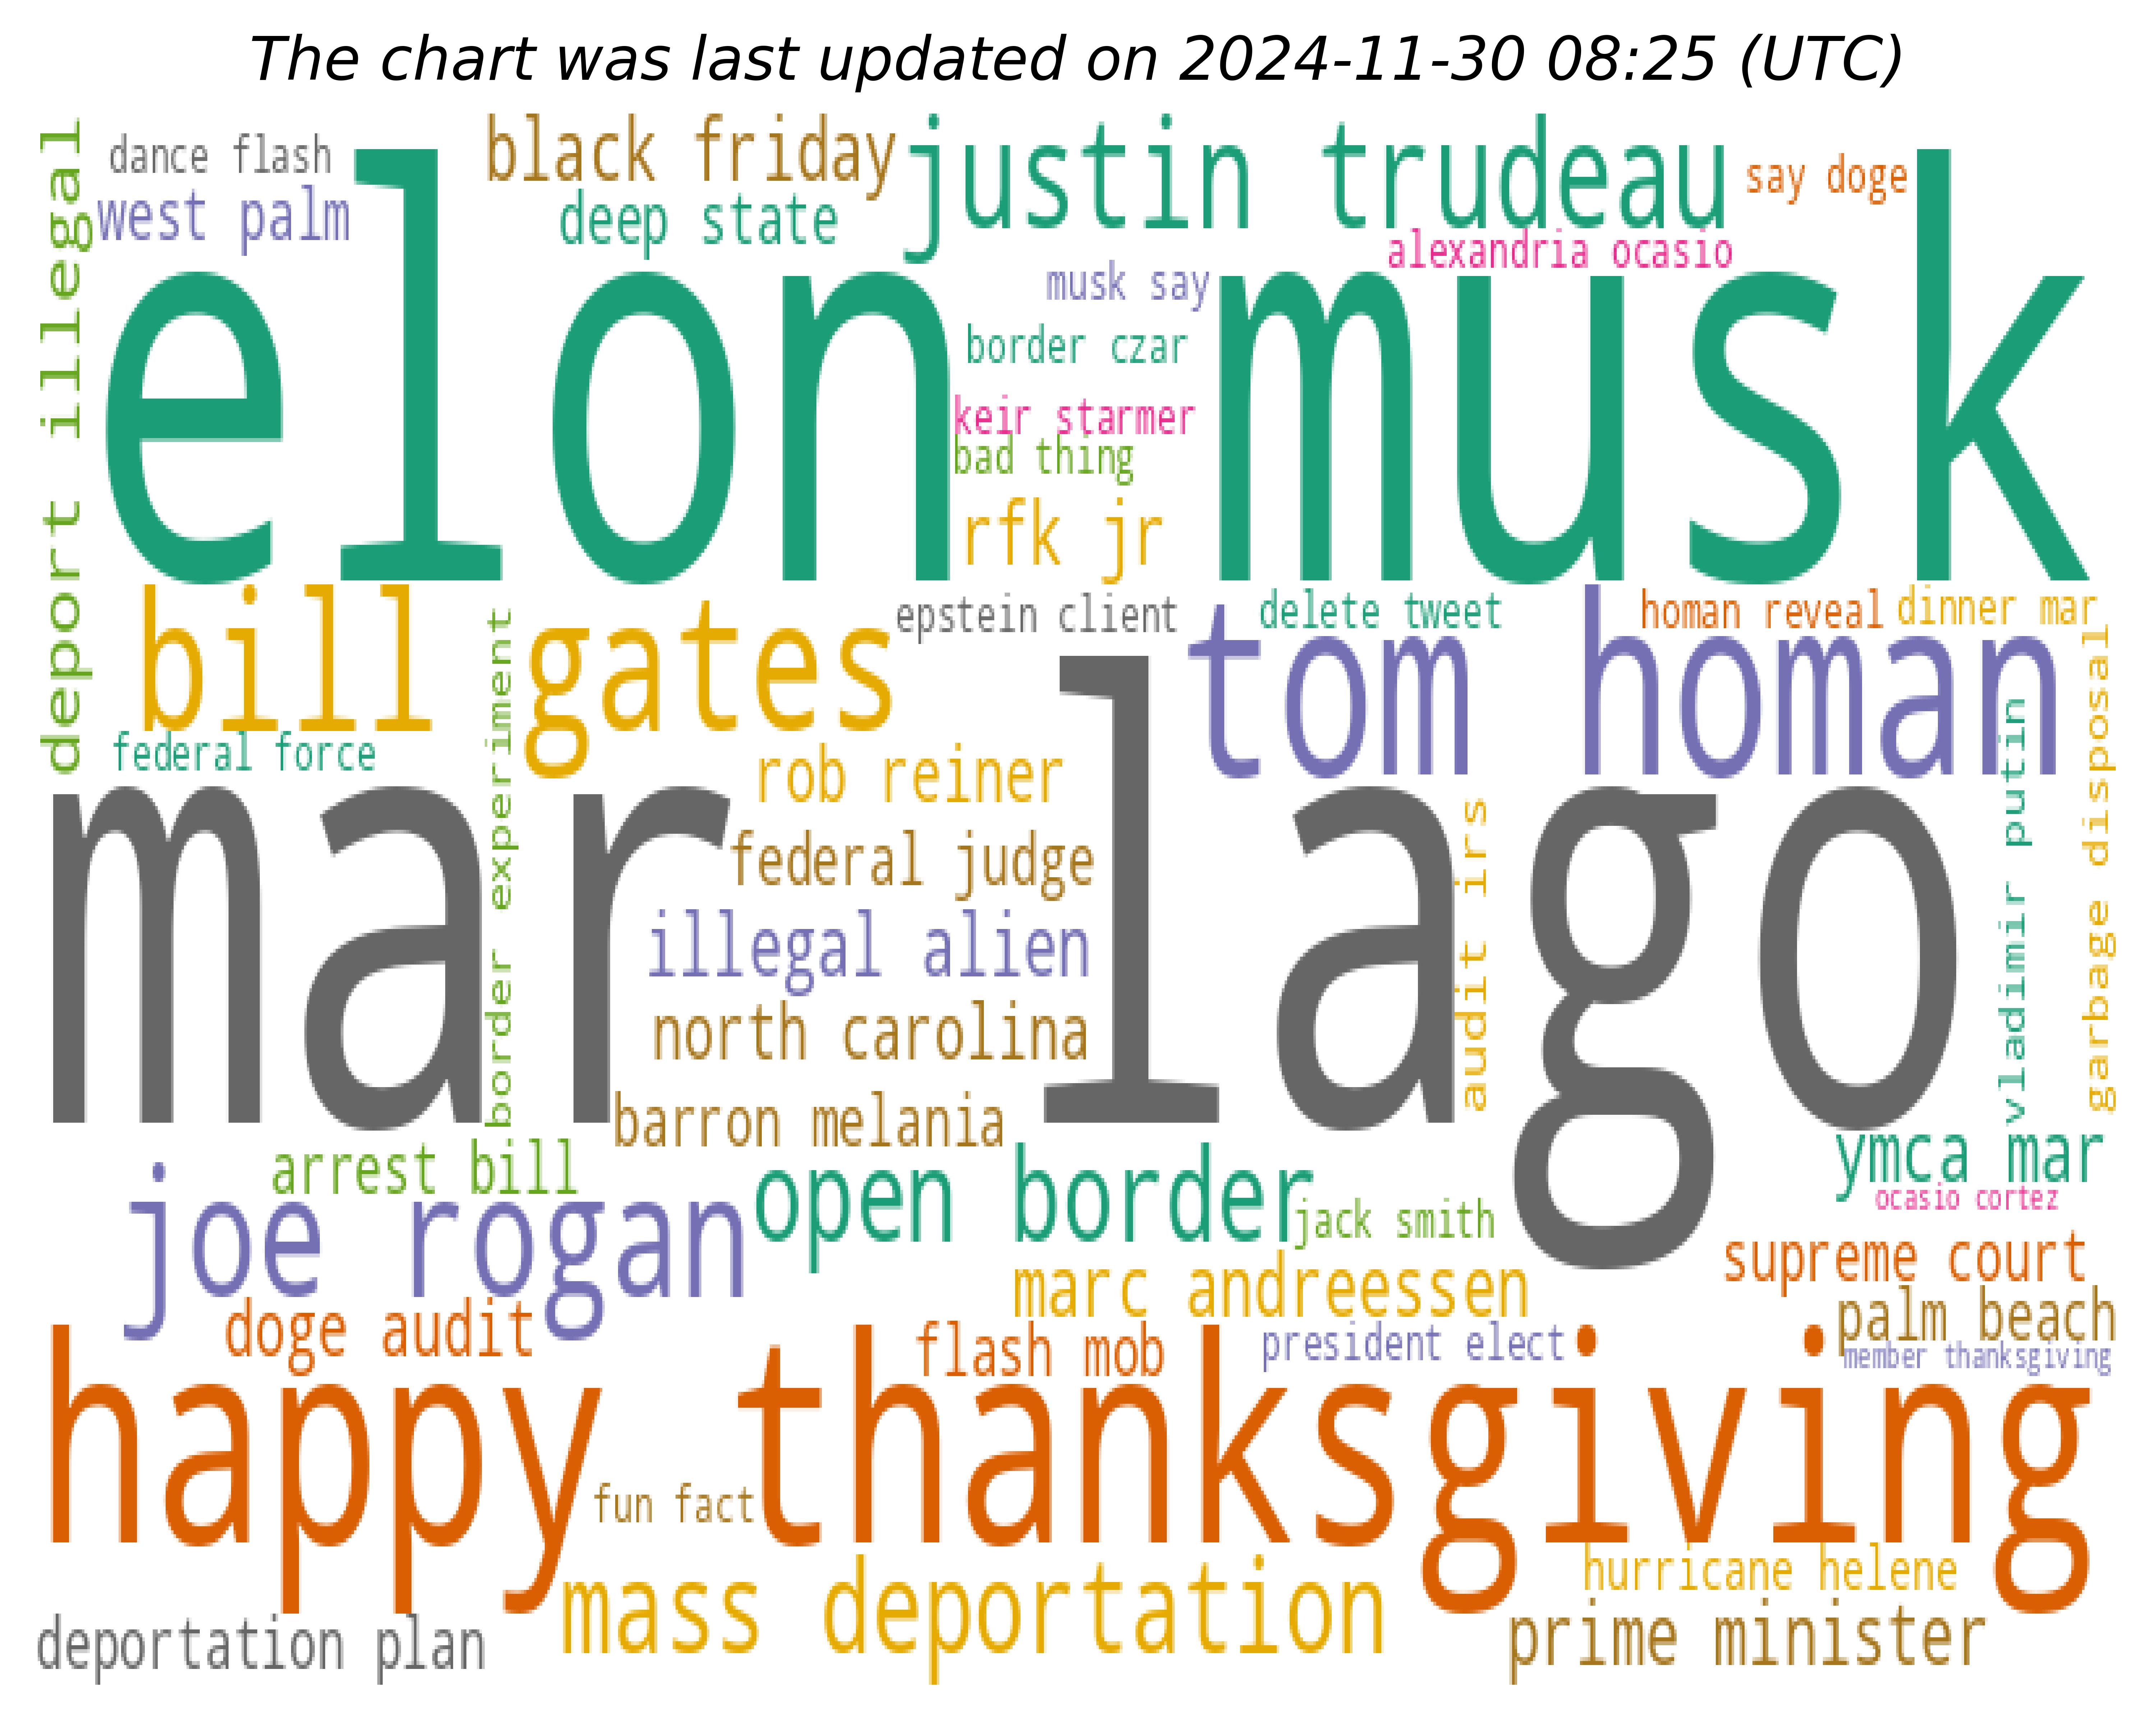 The chart was last updated on 2024-11-30 08:25 (UTC)
deport illegal
dance flash
black friday
justin trudeau
say doge
west palm
deep state
alexandria ocasio
musk say
elon musk
border czar
keir starmer
bad thing
rfk jr
bill gates
epstein client
delete tweet
homan reveal
dinner mar
tom homan
federal force
border experiment
rob reiner
vladimir putin
garbage disposal
mar lago
federal judge
audit irs
illegal alien
north carolina
barron melania
arrest bill
open border
ymca mar
ocasio cortez
joe rogan
jack smith
supreme court
marc andreessen
palm beach
doge audit
flash mob
president elect
member thanksgiving
happy thanksgiving
fun fact
hurricane helene
mass deportation
prime minister
deportation plan